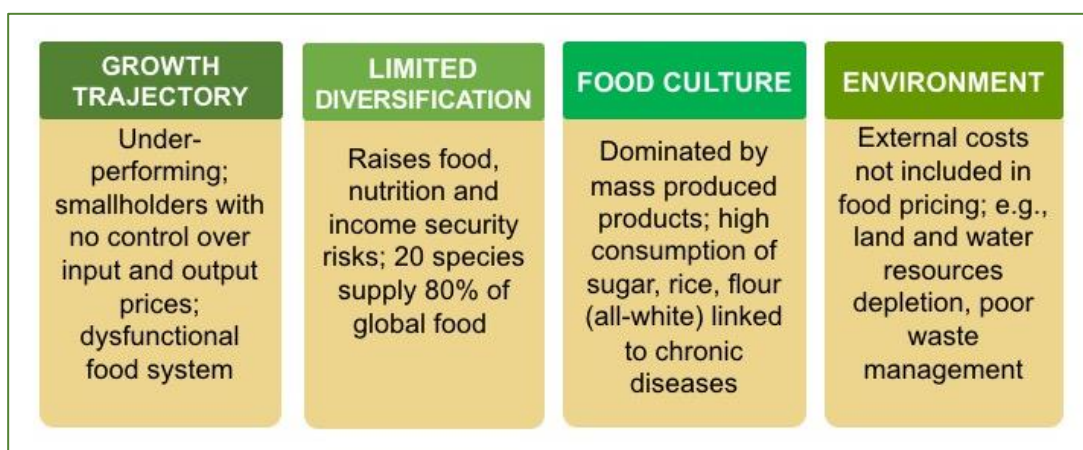 GROWTH
TRAJECTORY
Under-
performing;
smallholders with
no control over
input and output
prices;
dysfunctional
food system
LIMITED
DIVERSIFICATION
Raises food,
nutrition and
income security
risks; 20 species
supply 80% of
global food
FOOD CULTURE
Dominated by
mass produced
products; high
consumption of
sugar, rice, flour
(all-white) linked
to chronic
diseases
ENVIRONMENT
External costs
not included in
food pricing; e.g.,
land and water
resources
depletion, poor
waste
management